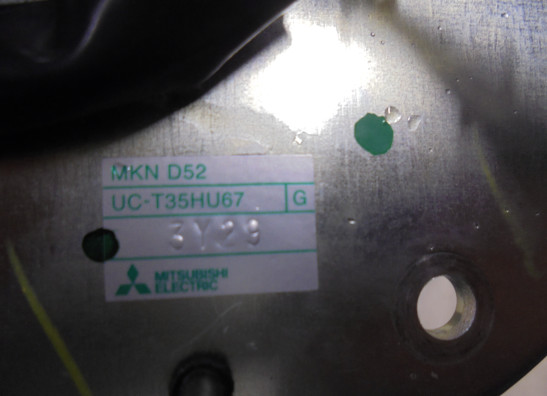 MKN D52
UC-T35HU67 G
3Y29
MITSUBISHI
ELECTRIC